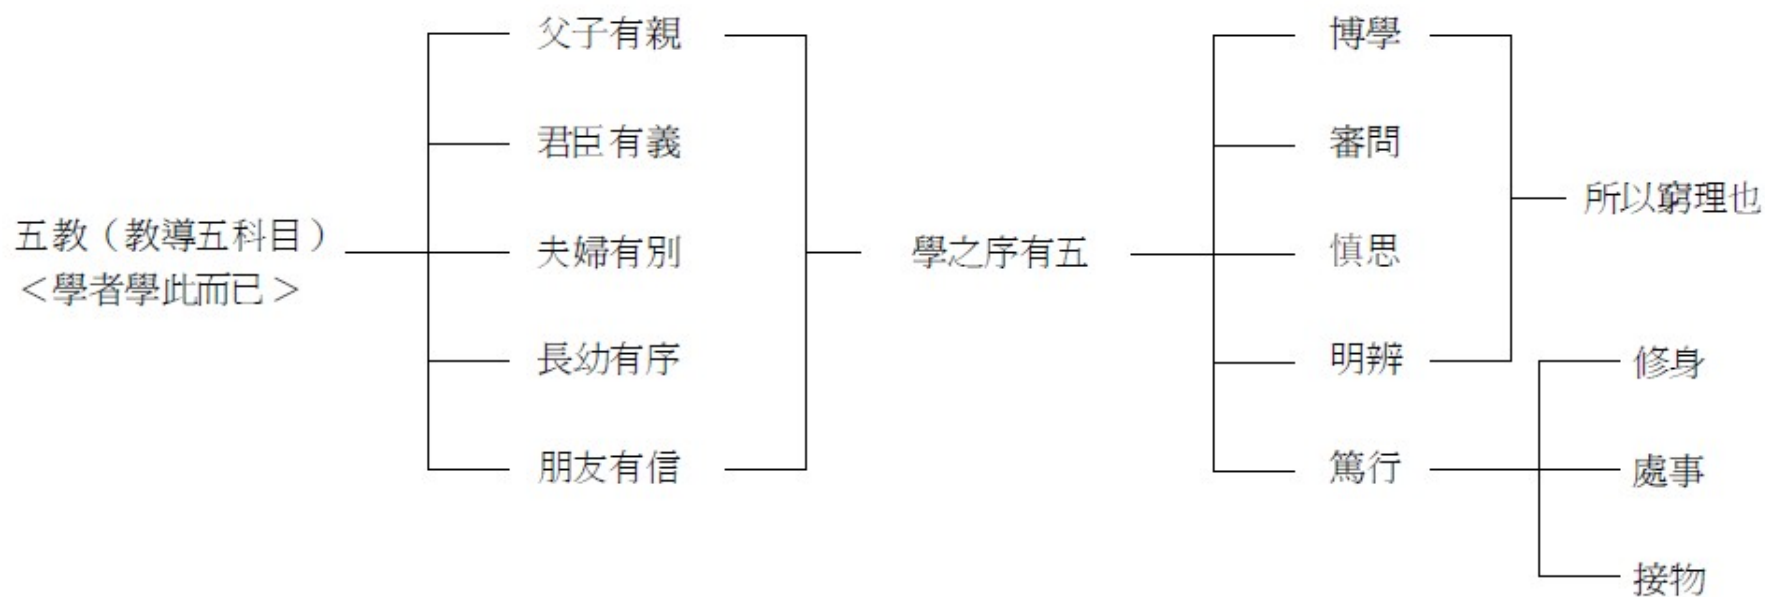 五教（教導五科目）
＜學者學此而已＞
父子有親
君臣有義
夫婦有別
長幼有序
朋友有信
學之序有五
博學
審問
慎思
明辨
篤行
所以窮理也
修身
處事
接物